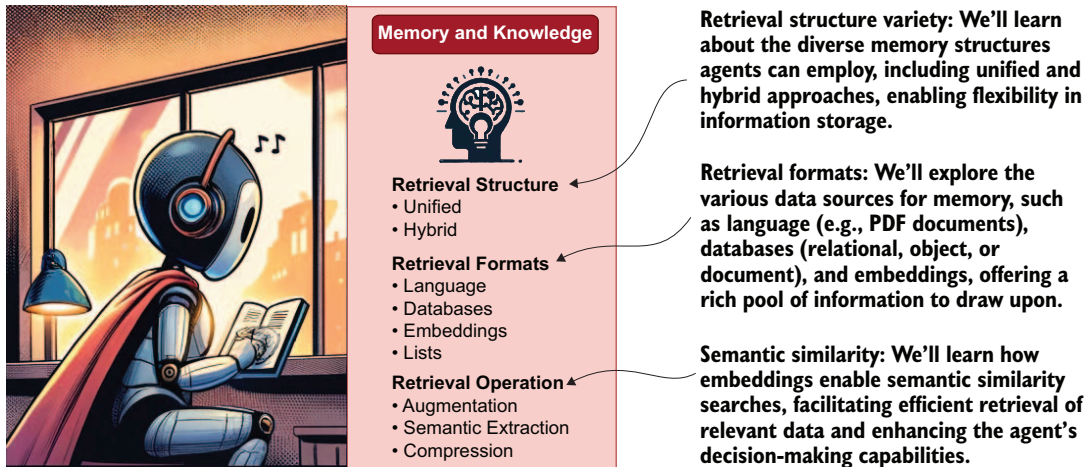 Memory and Knowledge
Retrieval Structure
• Unified
• Hybrid
Retrieval Formats
• Language
• Databases
• Embeddings
• Lists
Retrieval Operation
• Augmentation
• Semantic Extraction
• Compression
Retrieval structure variety: We’ll learn
about the diverse memory structures
agents can employ, including unified and
hybrid approaches, enabling flexibility in
information storage.
Retrieval formats: We’ll explore the
various data sources for memory, such
as language (e.g., PDF documents),
databases (relational, object, or
document), and embeddings, offering a
rich pool of information to draw upon.
Semantic similarity: We’ll learn how
embeddings enable semantic similarity
searches, facilitating efficient retrieval of
relevant data and enhancing the agent’s
decision-making capabilities.